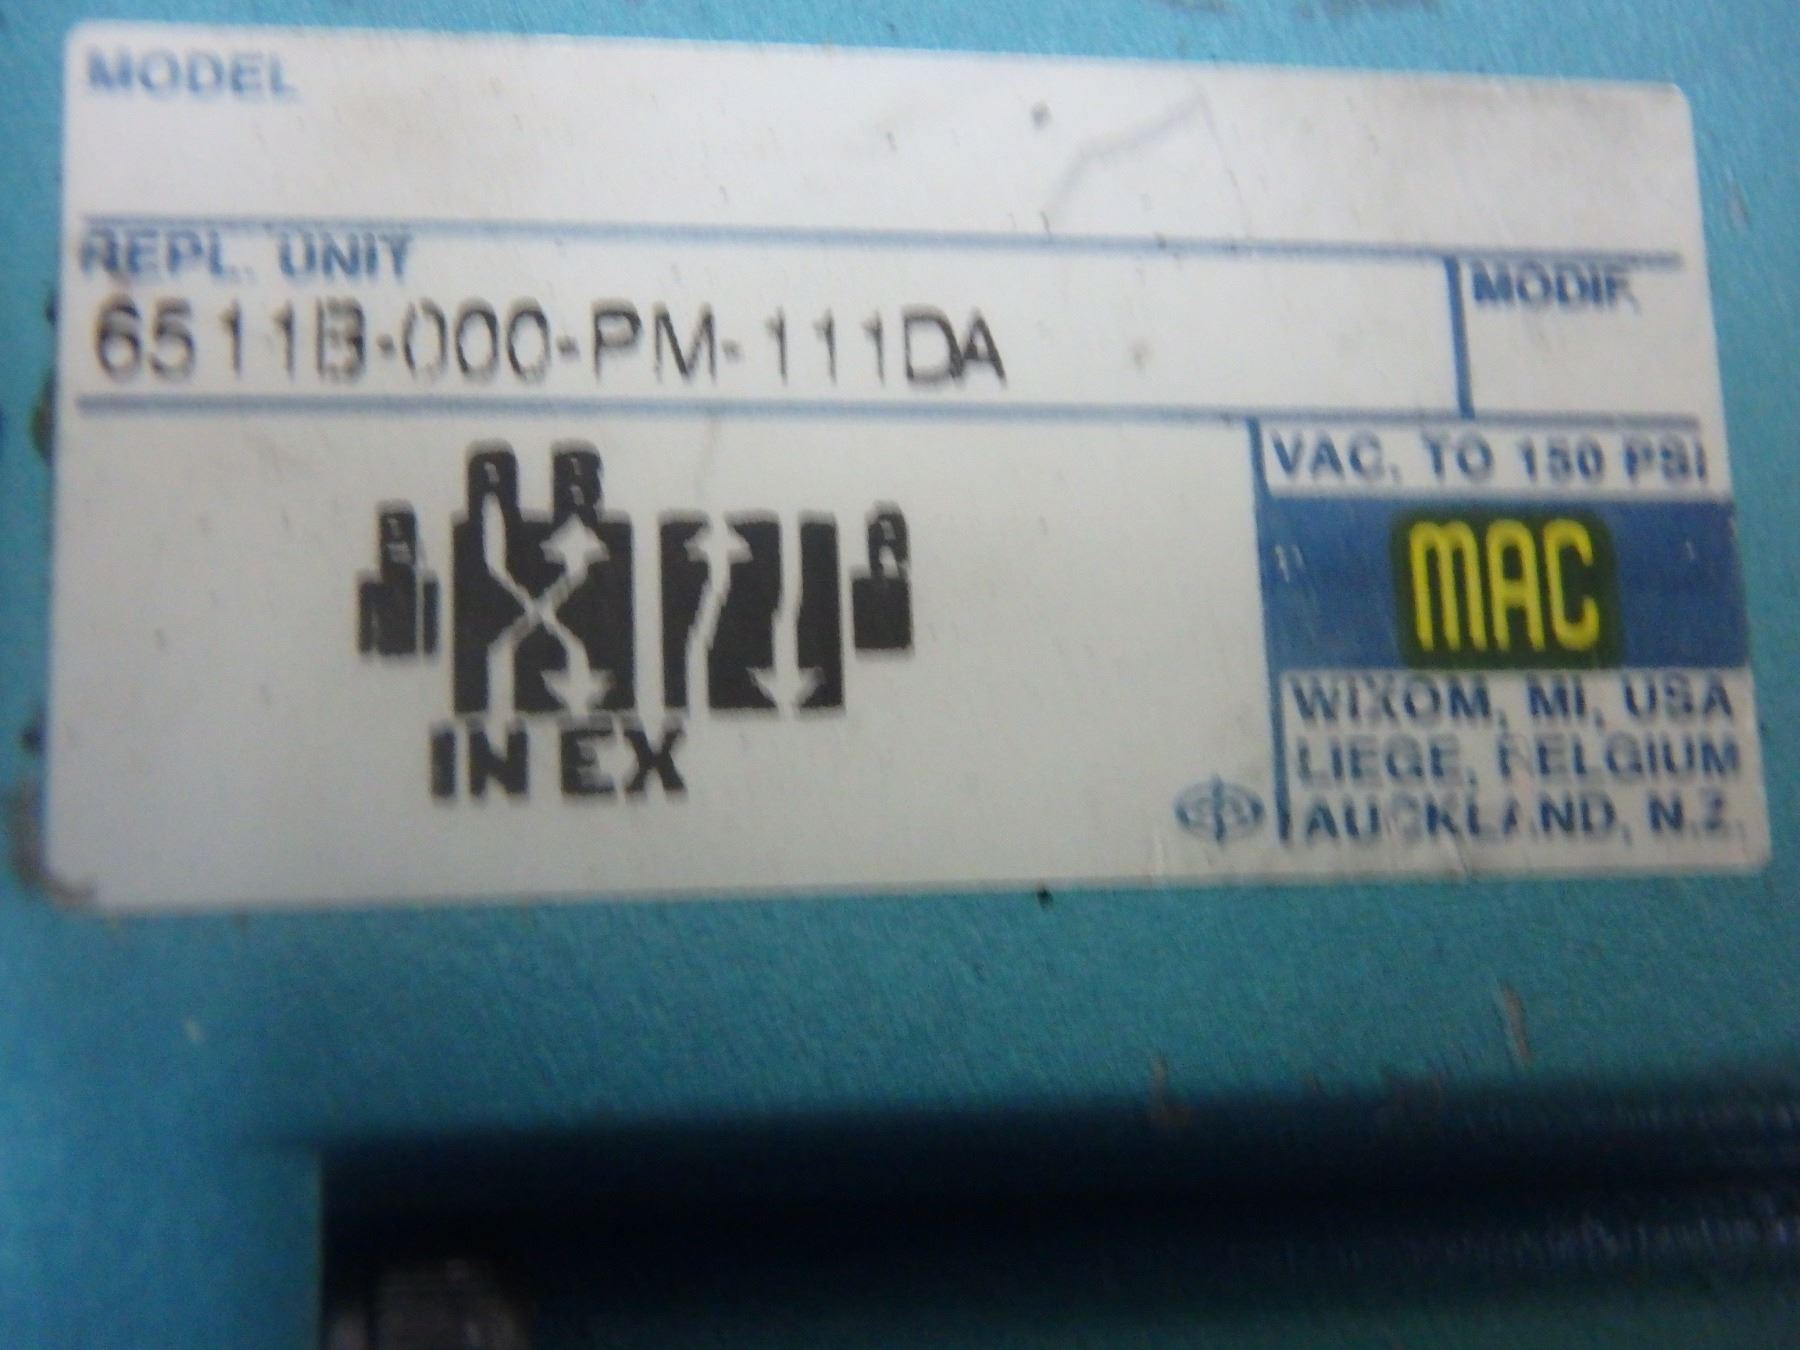 MODEL
REPL. UNIT
MODIF.
6511B-000-PM-111DA
VAC. TO 150 PSI
A B
MAC
IN EX
WIXOM, MI, USA
LIEGE, BELGIUM
AUCKLAND, N.Z.